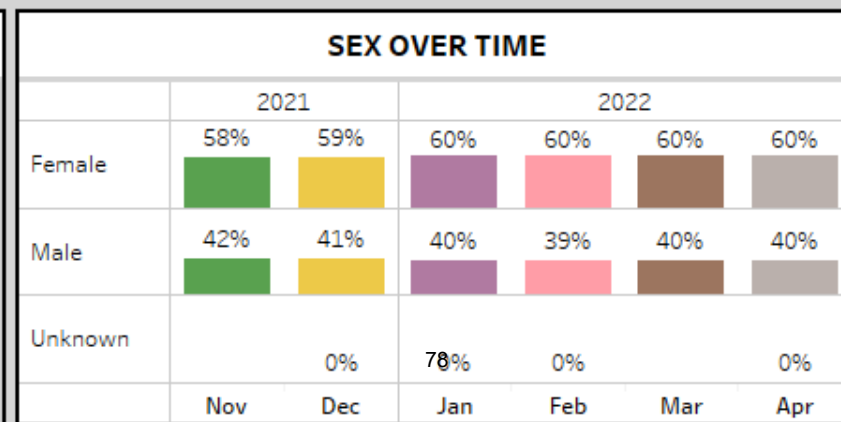 SEX OVER TIME
2021 2022
58% 59% 60% 60% 60% 60%
Female
42% 41% 40% 39% 40% 40%
Male
Unknown
0% 780% 0% 0%
Nov Dec Jan Feb Mar Apr